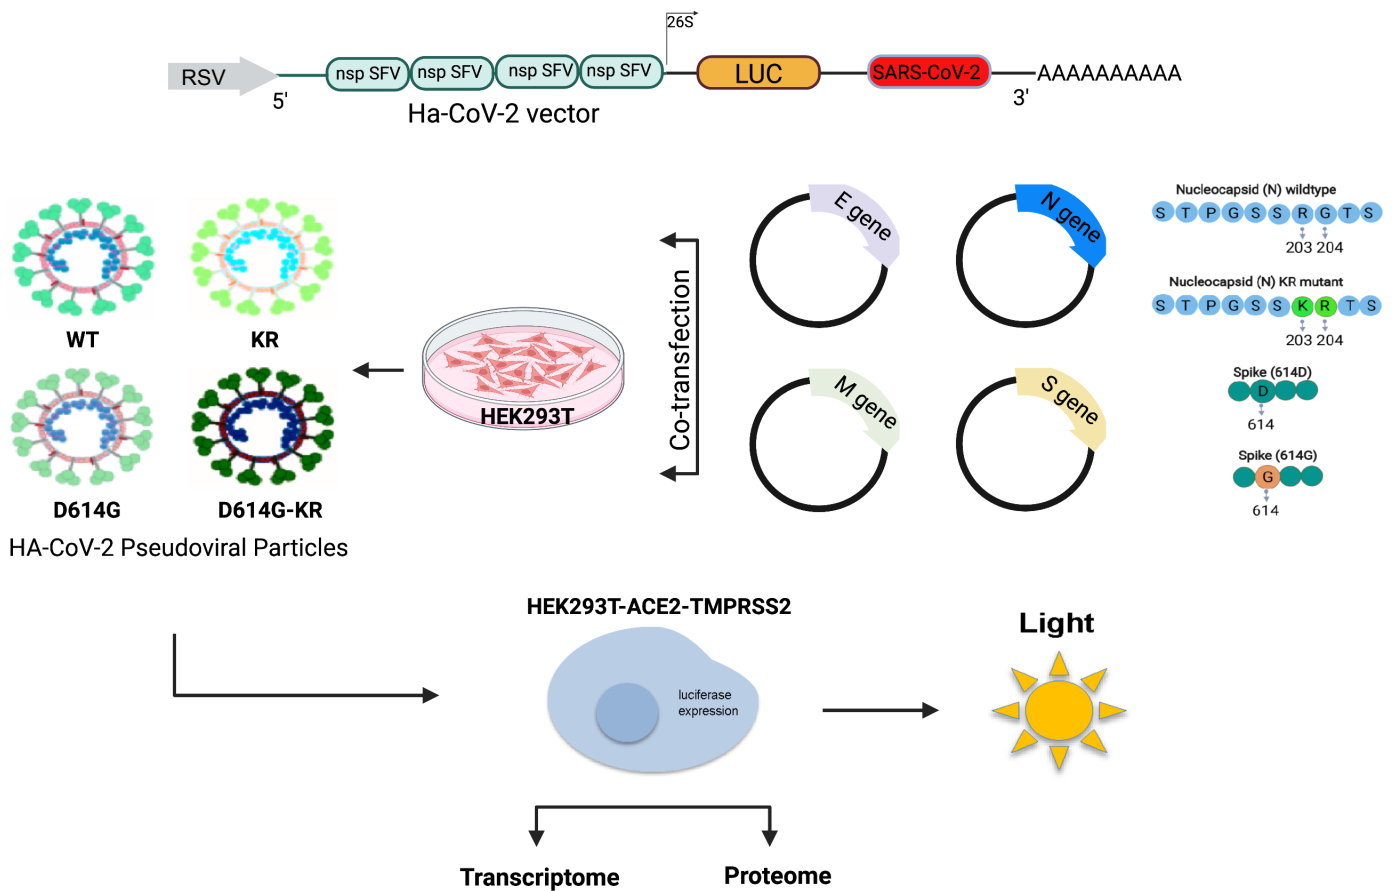 26S
RSV
nsp SFV
nsp SFV
nsp SFV
nsp SFV
LUC
SARS-CoV-2
AAAAAAAAAA
5'
3'
Ha-CoV-2 vector
WT
KR
D614G
D614G-KR
HA-CoV-2 Pseudoviral Particles
HEK293T
Co-transfection
E gene
N gene
M gene
S gene
Nucleocapsid (N) wildtype
S T P G S S R G T S
203 204
Nucleocapsid (N) KR mutant
S T P G S S K R T S
203 204
Spike (614D)
D
614
Spike (614G)
G
614
HEK293T-ACE2-TMPRSS2
luciferase
expression
Light
Transcriptome
Proteome